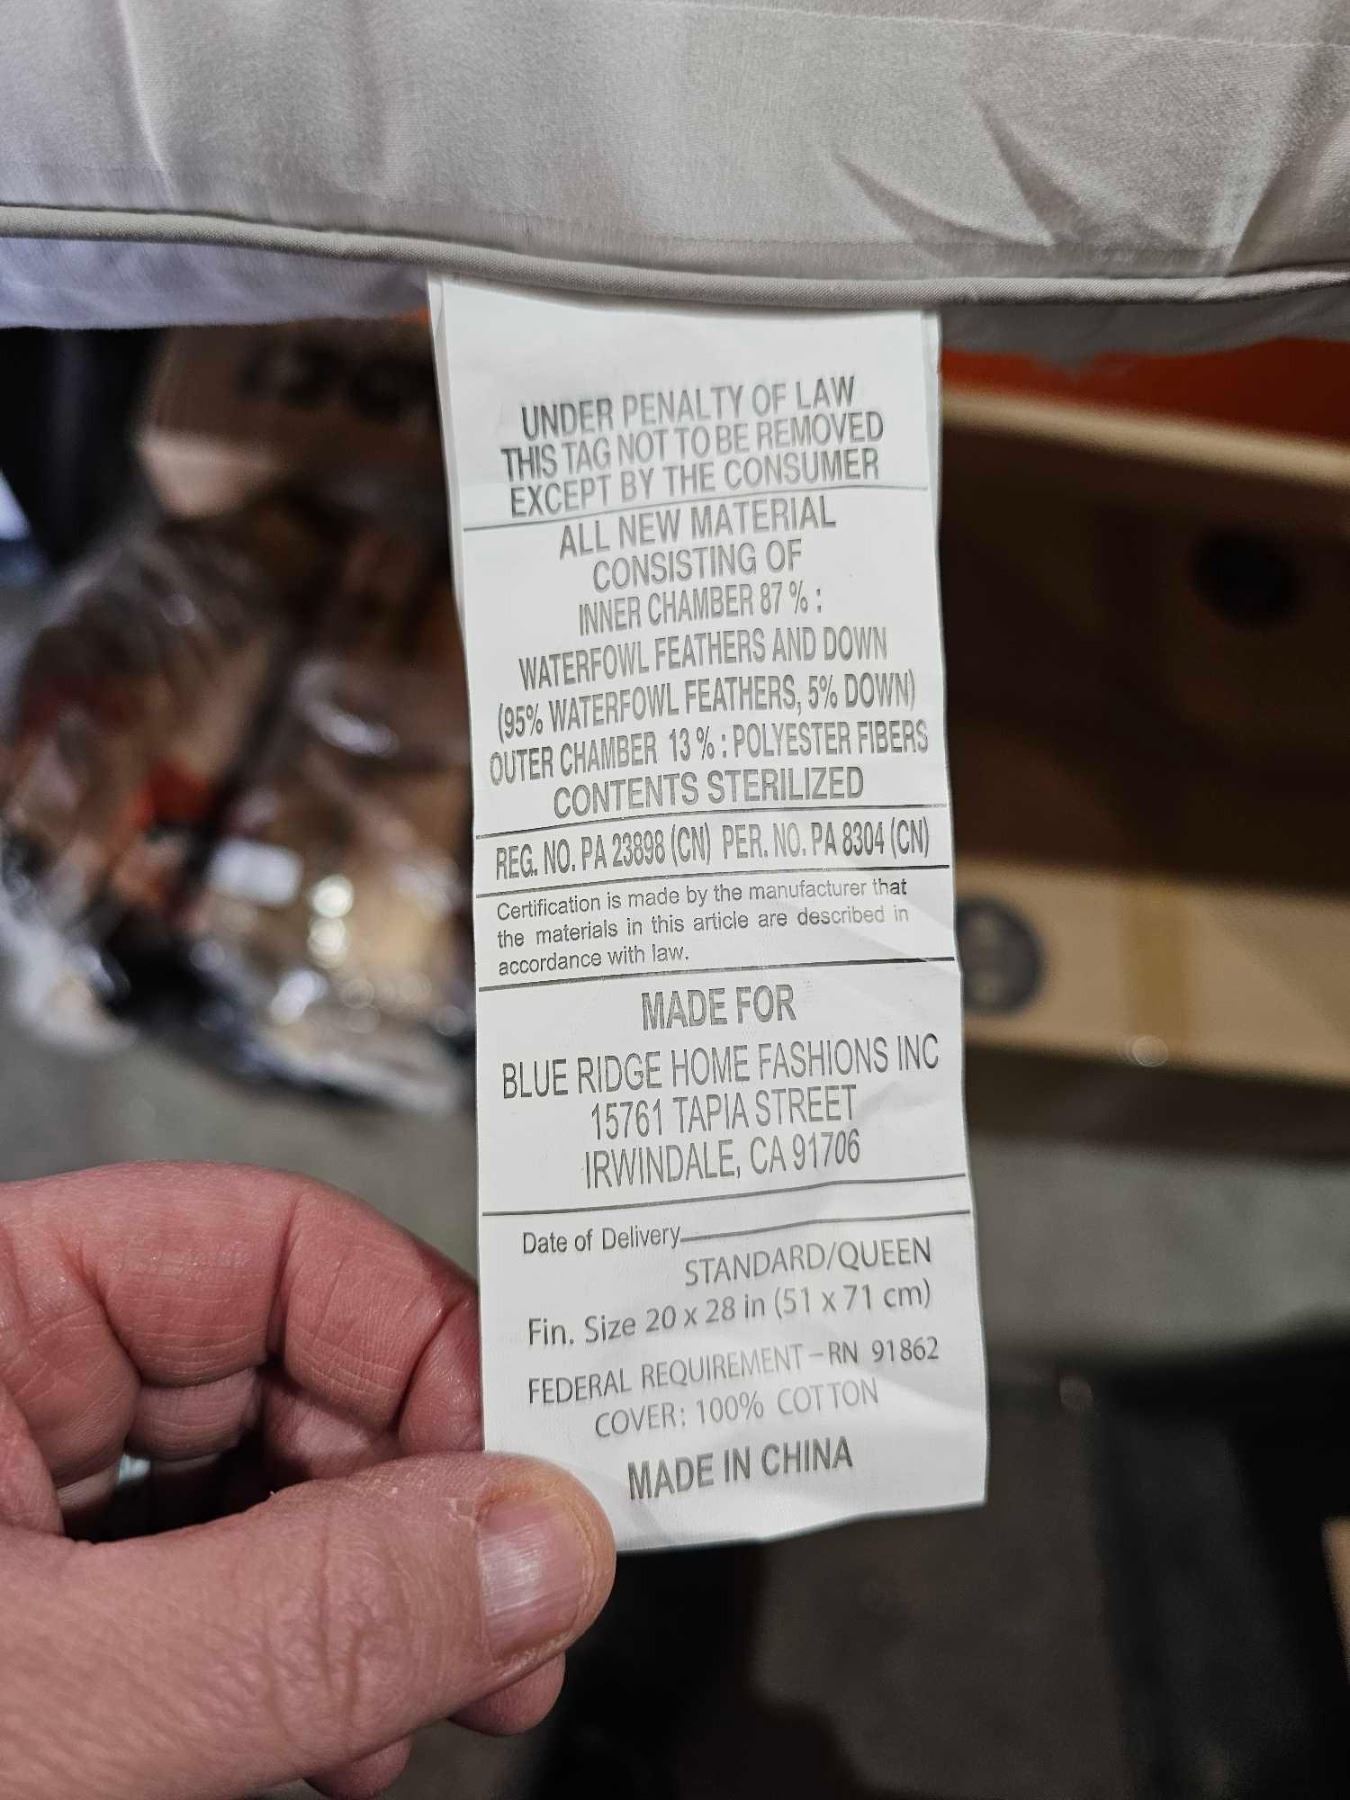 UNDER PENALTY OF LAW
THIS TAG NOT TO BE REMOVED
EXCEPT BY THE CONSUMER
ALL NEW MATERIAL
CONSISTING OF
INNER CHAMBER 87 % :
WATERFOWL FEATHERS AND DOWN
(95% WATERFOWL FEATHERS, 5% DOWN)
OUTER CHAMBER 13 % : POLYESTER FIBERS
CONTENTS STERILIZED
REG. NO. PA 23898 (CN) PER. NO. PA 8304 (CN)
Certification is made by the manufacturer that
the materials in this article are described in
accordance with law.
MADE FOR
BLUE RIDGE HOME FASHIONS INC
15761 TAPIA STREET
IRWINDALE, CA 91706
Date of Delivery
STANDARD/QUEEN
Fin. Size 20 x 28 in (51 x 71 cm)
FEDERAL REQUIREMENT – RN 91862
COVER: 100% COTTON
MADE IN CHINA